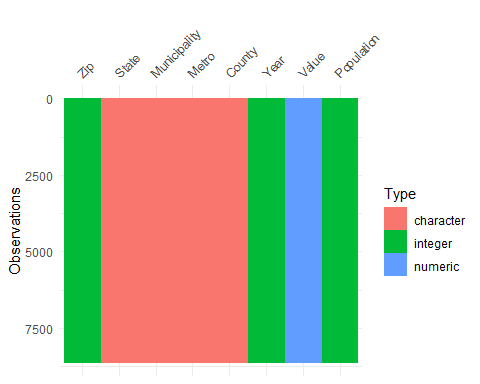 Zip State Municipality Metro County Year Value Population
0
2500
5000
7500
Observations
Type
character
integer
numeric